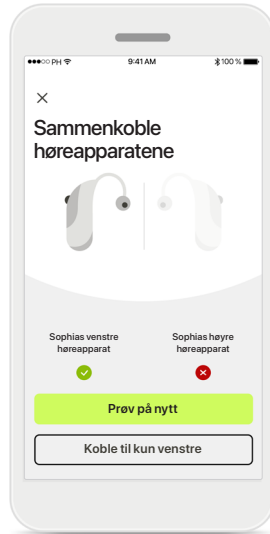 PH 9:41 AM 100 %
Sammenkoble
høreapparatene
Sophias venstre
høreapparat
Sophias høyre
høreapparat
Prøv på nytt
Koble til kun venstre